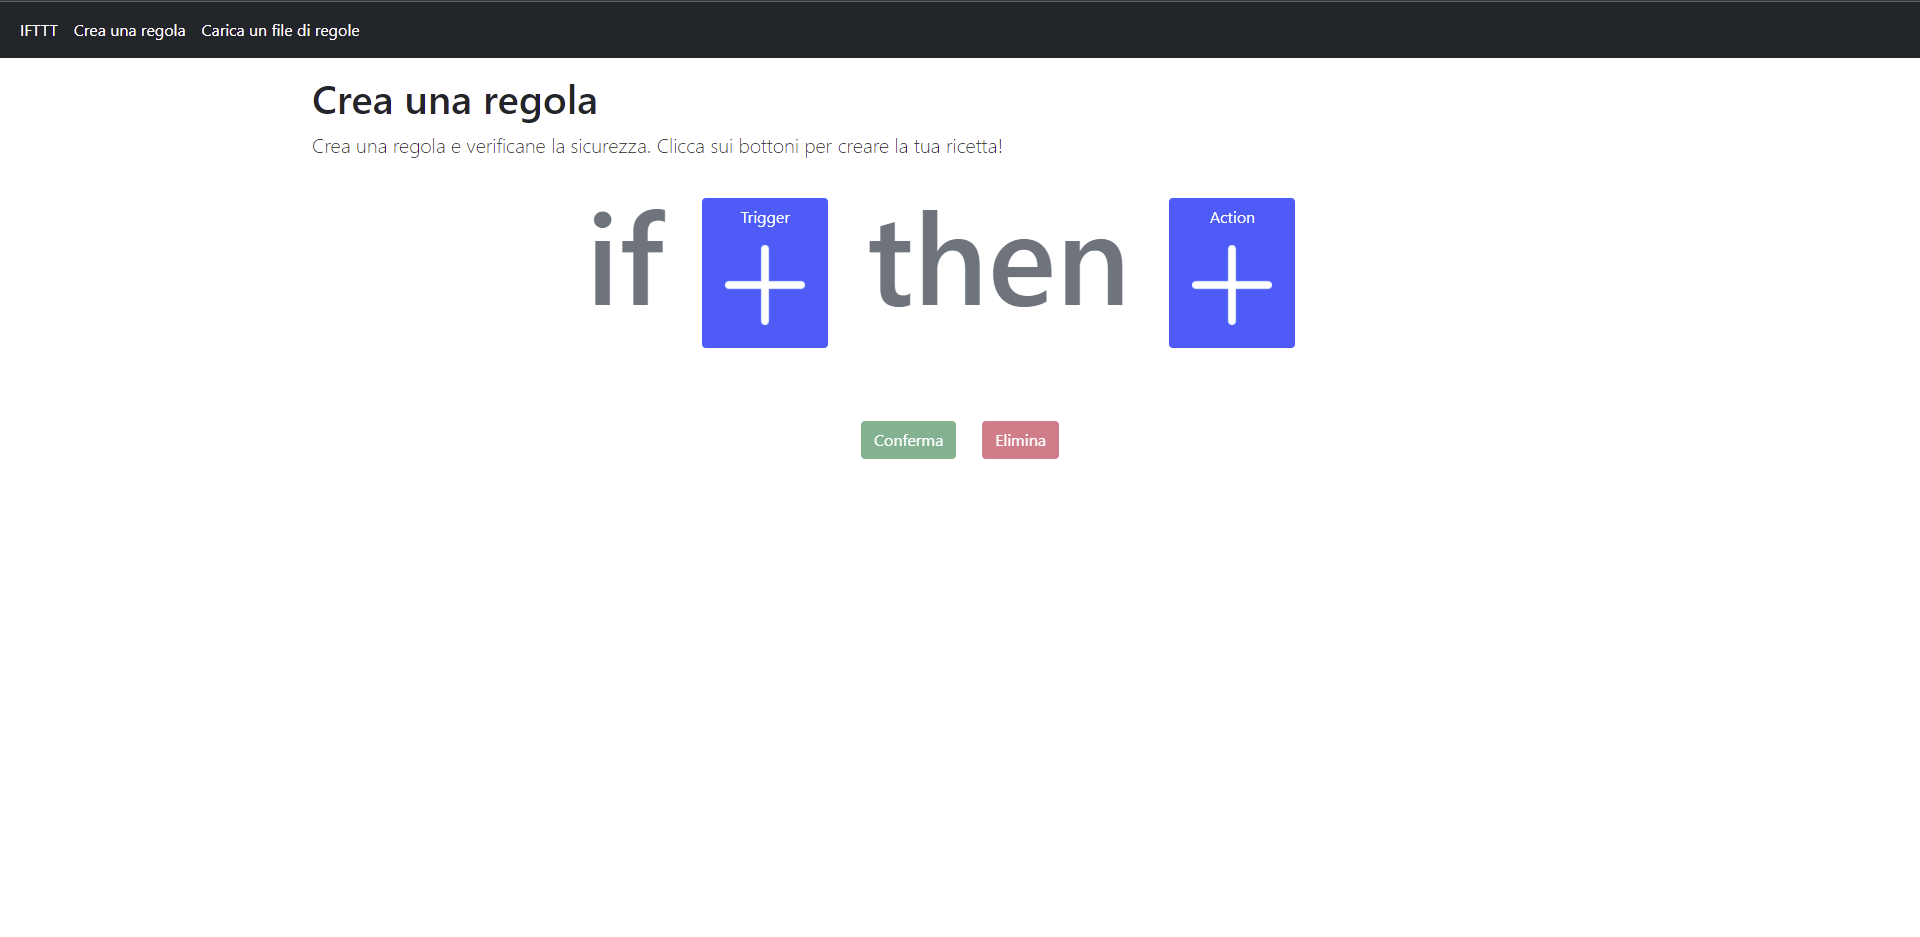 IFTTT Crea una regola Carica un file di regole
Crea una regola
Crea una regola e verificane la sicurezza. Clicca sui bottoni per creare la tua ricetta!
if Trigger then Action
Conferma Elimina